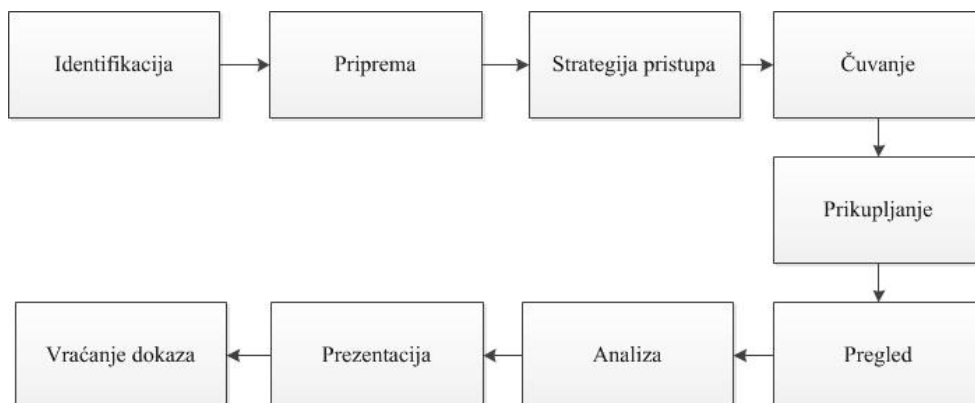 Identifikacija
Priprema
Strategija pristupa
Čuvanje
Prikupljanje
Pregled
Analiza
Prezentacija
Vraćanje dokaza